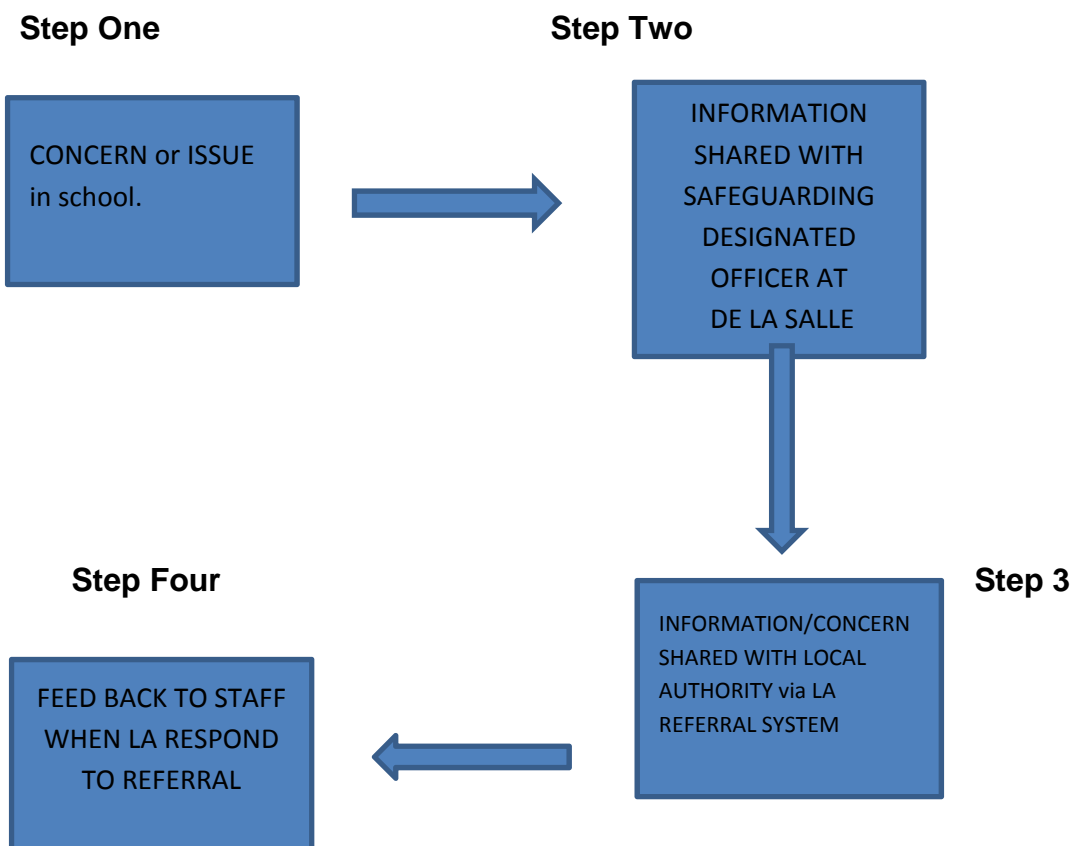 Step One
CONCERN or ISSUE
in school.
Step Two
INFORMATION
SHARED WITH
SAFEGUARDING
DESIGNATED
OFFICER AT
DE LA SALLE
Step 3
INFORMATION/CONCERN
SHARED WITH LOCAL
AUTHORITY via LA
REFERRAL SYSTEM
Step Four
FEED BACK TO STAFF
WHEN LA RESPOND
TO REFERRAL